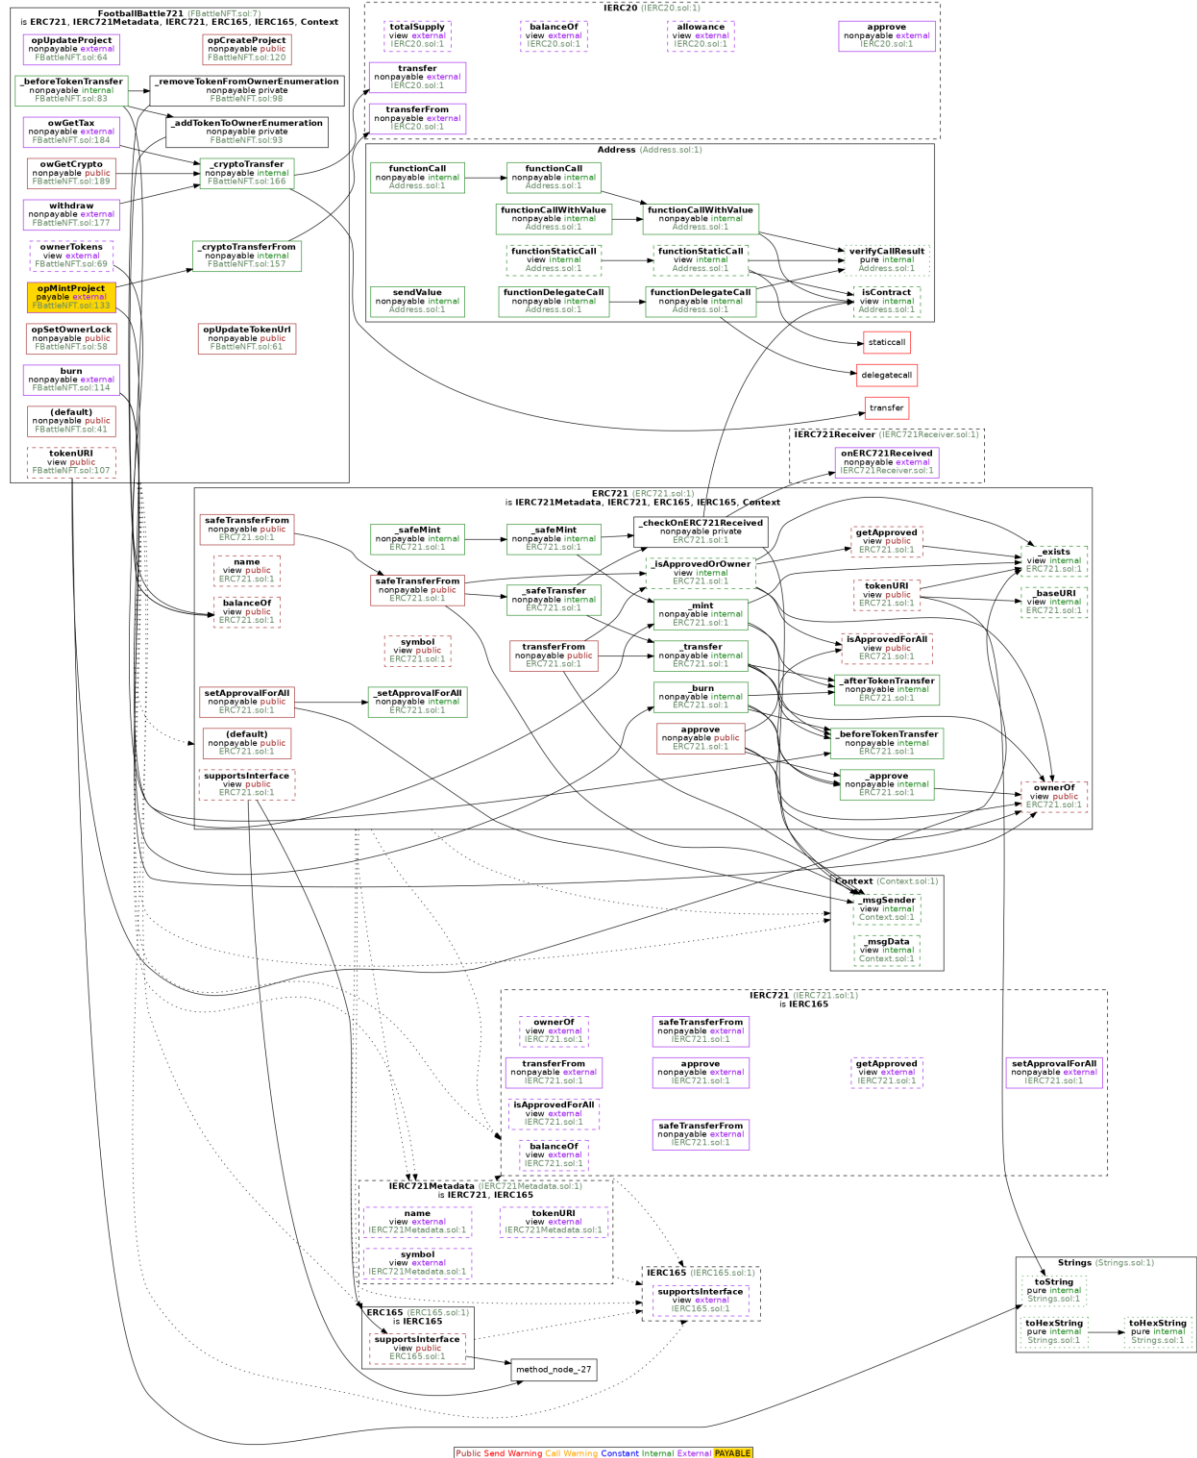 FootballBattle721 (FBattleNFT.sol:7)
is ERC721, IERC721Metadata, IERC721, ERC165, IERC165, Context
opUpdateProject
nonpayable external
FBattleNFT.sol:64
opCreateProject
nonpayable public
FBattleNFT.sol:120
_beforeTokenTransfer
nonpayable internal
FBattleNFT.sol:83
_removeTokenFromOwnerEnumeration
nonpayable private
FBattleNFT.sol:98
owGetTax
nonpayable external
FBattleNFT.sol:184
_addTokenToOwnerEnumeration
nonpayable private
FBattleNFT.sol:93
owGetCrypto
nonpayable public
FBattleNFT.sol:189
_cryptoTransfer
nonpayable internal
FBattleNFT.sol:166
withdraw
nonpayable external
FBattleNFT.sol:177
ownerTokens
view external
FBattleNFT.sol:69
_cryptoTransferFrom
nonpayable internal
FBattleNFT.sol:157
opMintProject
payable external
FBattleNFT.sol:133
opSetOwnerLock
nonpayable public
FBattleNFT.sol:58
opUpdateTokenUrl
nonpayable public
FBattleNFT.sol:61
burn
nonpayable external
FBattleNFT.sol:114
(default)
nonpayable public
FBattleNFT.sol:41
tokenURI
view public
FBattleNFT.sol:107
IERC20 (IERC20.sol:1)
totalSupply
view external
IERC20.sol:1
balanceOf
view external
IERC20.sol:1
allowance
view external
IERC20.sol:1
approve
nonpayable external
IERC20.sol:1
transfer
nonpayable external
IERC20.sol:1
transferFrom
nonpayable external
IERC20.sol:1
Address (Address.sol:1)
functionCall
nonpayable internal
Address.sol:1
functionCall
nonpayable internal
Address.sol:1
functionCallWithValue
nonpayable internal
Address.sol:1
functionCallWithValue
nonpayable internal
Address.sol:1
functionStaticCall
view internal
Address.sol:1
functionStaticCall
view internal
Address.sol:1
verifyCallResult
pure internal
Address.sol:1
sendValue
nonpayable internal
Address.sol:1
functionDelegateCall
nonpayable internal
Address.sol:1
functionDelegateCall
nonpayable internal
Address.sol:1
isContract
view internal
Address.sol:1
staticcall
delegatecall
transfer
IERC721Receiver (IERC721Receiver.sol:1)
onERC721Received
nonpayable external
IERC721Receiver.sol:1
ERC721 (ERC721.sol:1)
is IERC721Metadata, IERC721, ERC165, IERC165, Context
safeTransferFrom
nonpayable public
ERC721.sol:1
_safeMint
nonpayable internal
ERC721.sol:1
_safeMint
nonpayable internal
ERC721.sol:1
_checkOnERC721Received
nonpayable private
ERC721.sol:1
getApproved
view public
ERC721.sol:1
_exists
view internal
ERC721.sol:1
name
view public
ERC721.sol:1
safeTransferFrom
nonpayable public
ERC721.sol:1
_safeTransfer
nonpayable internal
ERC721.sol:1
_isApprovedOrOwner
view internal
ERC721.sol:1
tokenURI
view public
ERC721.sol:1
_baseURI
view internal
ERC721.sol:1
balanceOf
view public
ERC721.sol:1
_mint
nonpayable internal
ERC721.sol:1
symbol
view public
ERC721.sol:1
transferFrom
nonpayable public
ERC721.sol:1
_transfer
nonpayable internal
ERC721.sol:1
isApprovedForAll
view public
ERC721.sol:1
setApprovalForAll
nonpayable public
ERC721.sol:1
_setApprovalForAll
nonpayable internal
ERC721.sol:1
_burn
nonpayable internal
ERC721.sol:1
_afterTokenTransfer
nonpayable internal
ERC721.sol:1
(default)
nonpayable public
ERC721.sol:1
approve
nonpayable public
ERC721.sol:1
_beforeTokenTransfer
nonpayable internal
ERC721.sol:1
supportsInterface
view public
ERC721.sol:1
_approve
nonpayable internal
ERC721.sol:1
ownerOf
view public
ERC721.sol:1
Context (Context.sol:1)
_msgSender
view internal
Context.sol:1
_msgData
view internal
Context.sol:1
IERC721 (IERC721.sol:1)
is IERC165
ownerOf
view external
IERC721.sol:1
safeTransferFrom
nonpayable external
IERC721.sol:1
transferFrom
nonpayable external
IERC721.sol:1
approve
nonpayable external
IERC721.sol:1
getApproved
view external
IERC721.sol:1
setApprovalForAll
nonpayable external
IERC721.sol:1
isApprovedForAll
view external
IERC721.sol:1
safeTransferFrom
nonpayable external
IERC721.sol:1
balanceOf
view external
IERC721.sol:1
IERC721Metadata (IERC721Metadata.sol:1)
is IERC721, IERC165
name
view external
IERC721Metadata.sol:1
tokenURI
view external
IERC721Metadata.sol:1
symbol
view external
IERC721Metadata.sol:1
IERC165 (IERC165.sol:1)
supportsInterface
view external
IERC165.sol:1
Strings (Strings.sol:1)
toString
pure internal
Strings.sol:1
toHexString
pure internal
Strings.sol:1
toHexString
pure internal
Strings.sol:1
ERC165 (ERC165.sol:1)
is IERC165
supportsInterface
view public
ERC165.sol:1
method_node_-27
Public Send Warning Call Warning Constant Internal External PAYABLE